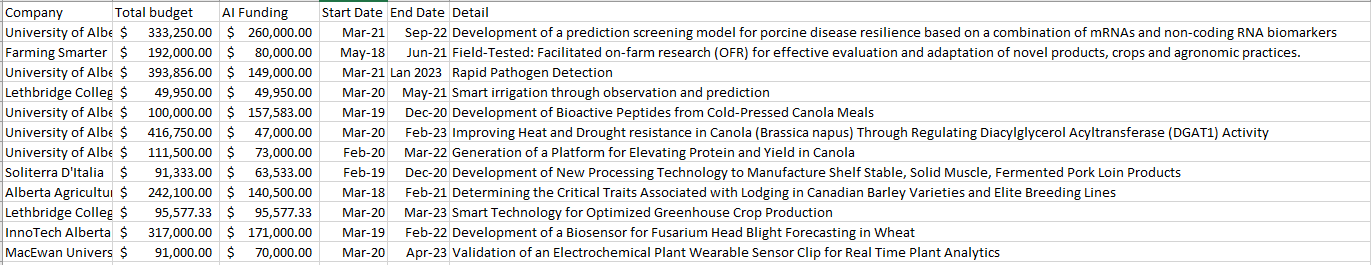 Company Total budget AI Funding Start Date End Date Detail
University of Albe $ 333,250.00 $ 260,000.00 Mar-21 Sep-22 Development of a prediction screening model for porcine disease resilience based on a combination of mRNAs and non-coding RNA biomarkers
Farming Smarter $ 192,000.00 $ 80,000.00 May-18 Jun-21 Field-Tested: Facilitated on-farm research (OFR) for effective evaluation and adaptation of novel products, crops and agronomic practices.
University of Albe $ 393,856.00 $ 149,000.00 Mar-21 Lan 2023 Rapid Pathogen Detection
Lethbridge Colleg $ 49,950.00 $ 49,950.00 Mar-20 May-21 Smart irrigation through observation and prediction
University of Albe $ 100,000.00 $ 157,583.00 Mar-19 Dec-20 Development of Bioactive Peptides from Cold-Pressed Canola Meals
University of Albe $ 416,750.00 $ 47,000.00 Mar-20 Feb-23 Improving Heat and Drought resistance in Canola (Brassica napus) Through Regulating Diacylglycerol Acyltransferase (DGAT1) Activity
University of Albe $ 111,500.00 $ 73,000.00 Feb-20 Mar-22 Generation of a Platform for Elevating Protein and Yield in Canola
Soliterra D'Italia $ 91,333.00 $ 63,533.00 Feb-19 Dec-20 Development of New Processing Technology to Manufacture Shelf Stable, Solid Muscle, Fermented Pork Loin Products
Alberta Agricultur $ 242,100.00 $ 140,500.00 Mar-18 Feb-21 Determining the Critical Traits Associated with Lodging in Canadian Barley Varieties and Elite Breeding Lines
Lethbridge Colleg $ 95,577.33 $ 95,577.33 Mar-20 Mar-23 Smart Technology for Optimized Greenhouse Crop Production
InnoTech Alberta $ 317,000.00 $ 171,000.00 Mar-19 Feb-22 Development of a Biosensor for Fusarium Head Blight Forecasting in Wheat
MacEwan Univers $ 91,000.00 $ 70,000.00 Mar-20 Apr-23 Validation of an Electrochemical Plant Wearable Sensor Clip for Real Time Plant Analytics